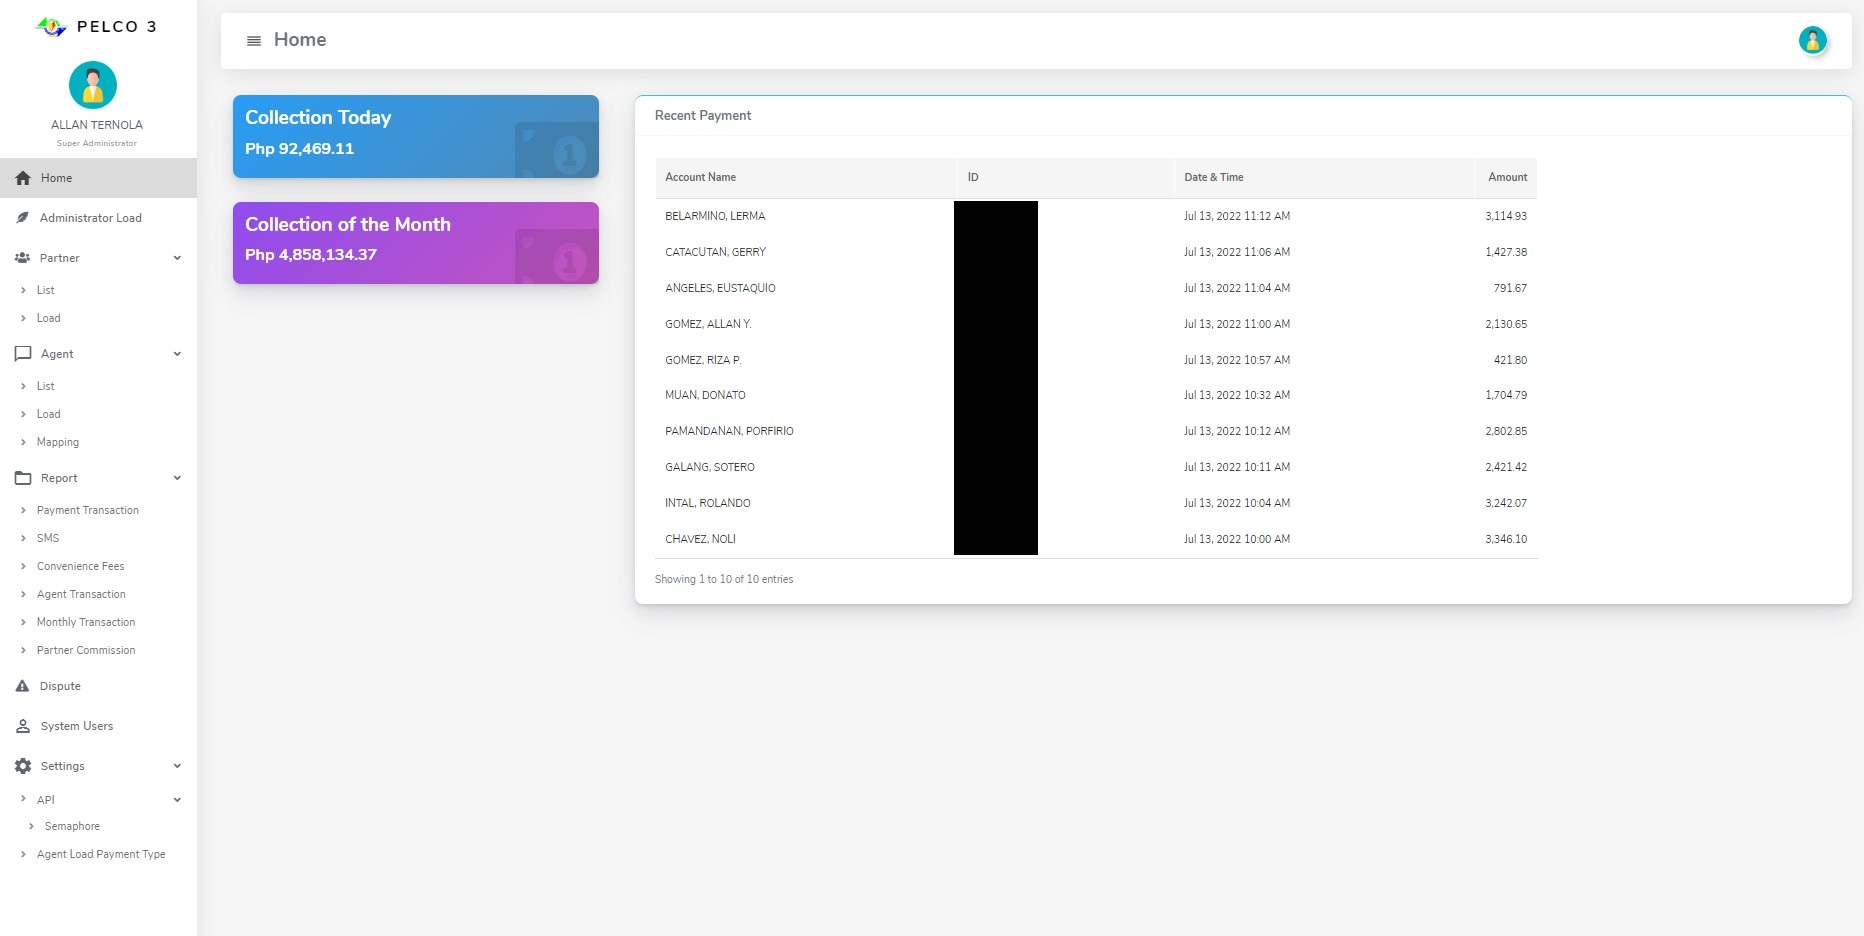 PELCO 3
ALLAN TERNOLA
Super Administrator
Home
Administrator Load
Partner
List
Load
Agent
List
Load
Mapping
Report
Payment Transaction
SMS
Convenience Fees
Agent Transaction
Monthly Transaction
Partner Commission
Dispute
System Users
Settings
API
Semaphore
Agent Load Payment Type
Home
Collection Today
Php 92,469.11
1
Collection of the Month
Php 4,858,134.37
1
Recent Payment
Account Name ID Date & Time Amount
BELARMINO, LERMA Jul 13, 2022 11:12 AM 3,114.93
CATACUTAN, GERRY Jul 13, 2022 11:06 AM 1,427.38
ANGELES, EUSTAQUIO Jul 13, 2022 11:04 AM 791.67
GOMEZ, ALLAN Y. Jul 13, 2022 11:00 AM 2,130.65
GOMEZ, RIZA P. Jul 13, 2022 10:57 AM 421.80
MUAN, DONATO Jul 13, 2022 10:32 AM 1,704.79
PAMANDANAN, PORFIRIO Jul 13, 2022 10:12 AM 2,802.85
GALANG, SOTERO Jul 13, 2022 10:11 AM 2,421.42
INTAL, ROLANDO Jul 13, 2022 10:04 AM 3,242.07
CHAVEZ, NOLI Jul 13, 2022 10:00 AM 3,346.10
Showing 1 to 10 of 10 entries